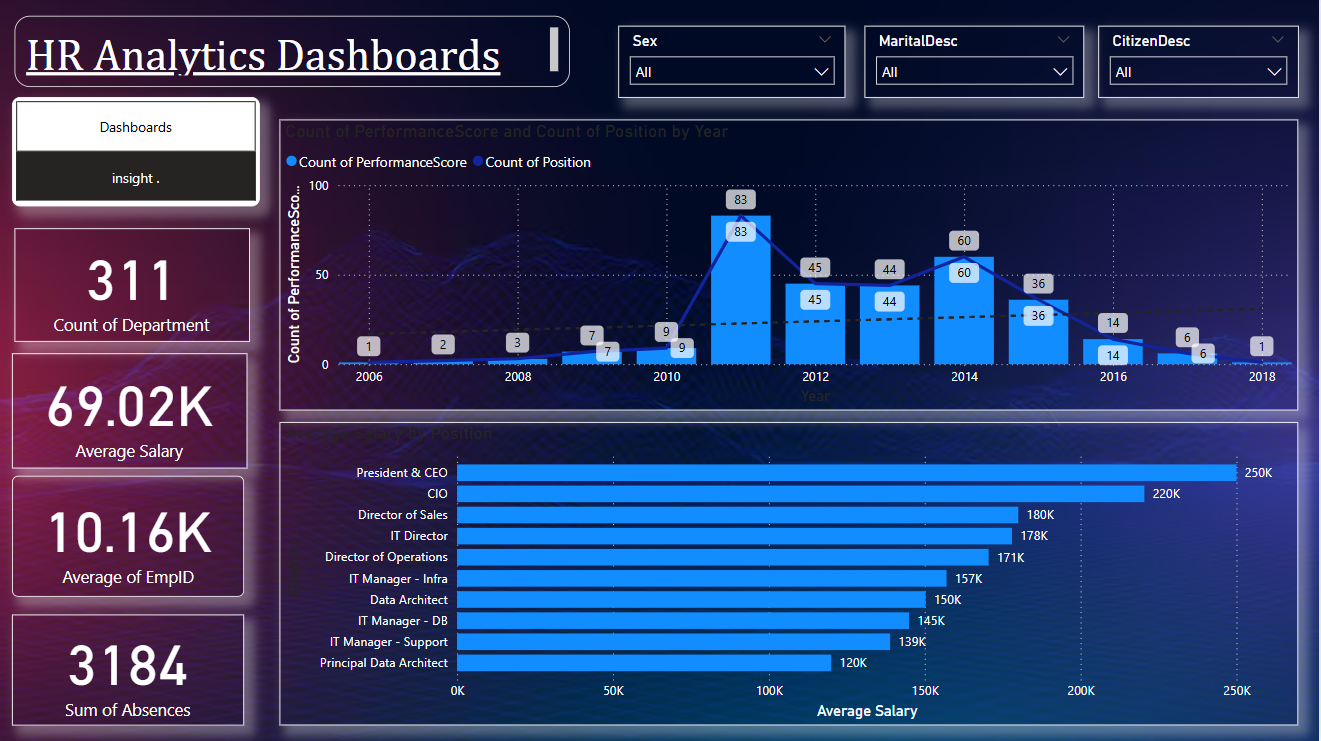 HR Analytics Dashboards
Sex
All
MaritalDesc
All
CitizenDesc
All
Dashboards
insight .
311
Count of Department
69.02K
Average Salary
10.16K
Average of EmpID
3184
Sum of Absences
Count of PerformanceScore and Count of Position by Year
Count of PerformanceScore Count of Position
Count of PerformanceSco...
100
50
0
1
2
3
7
7
9
9
83
83
45
45
44
44
60
60
36
36
14
14
6
6
1
2006 2008 2010 2012 2014 2016 2018
Year
Average Salary by Position
President & CEO 250K
CIO 220K
Director of Sales 180K
IT Director 178K
Director of Operations 171K
IT Manager - Infra 157K
Data Architect 150K
IT Manager - DB 145K
IT Manager - Support 139K
Principal Data Architect 120K
0K 50K 100K 150K 200K 250K
Average Salary